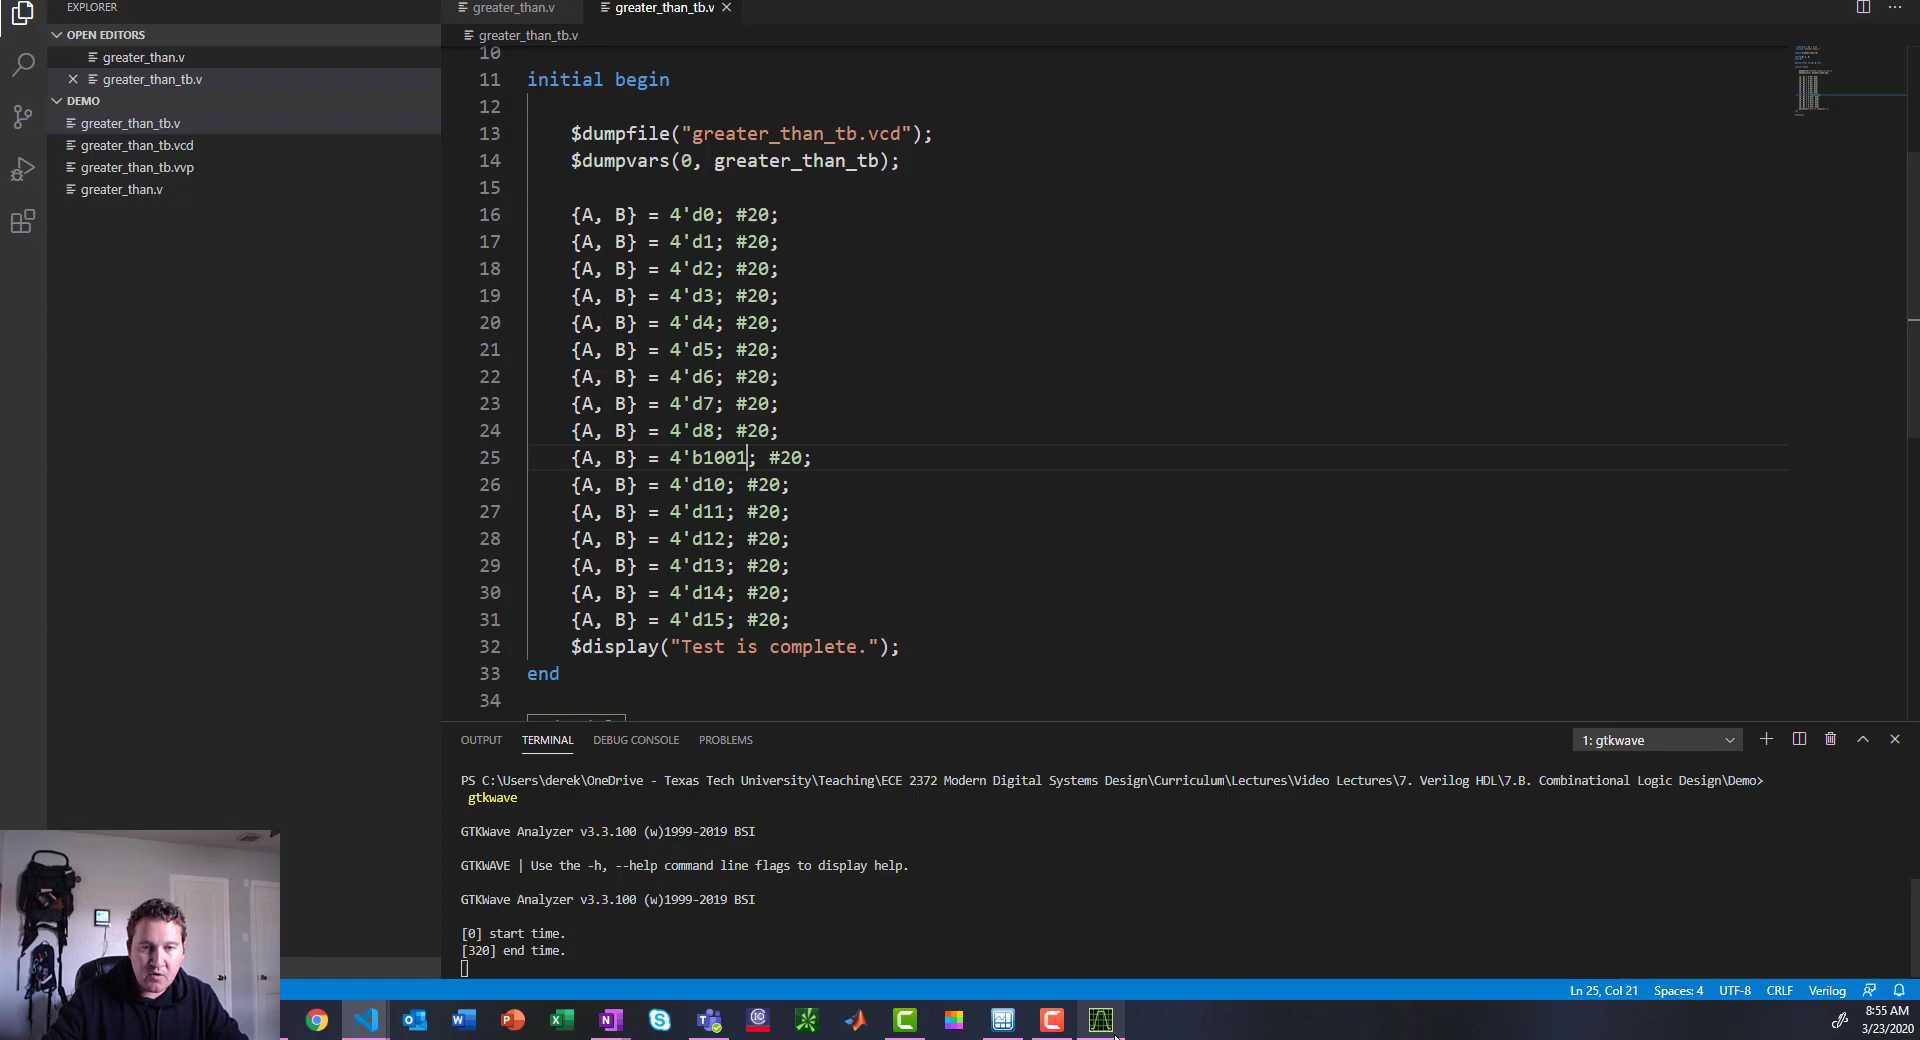 EXPLORER
OPEN EDITORS
greater_than.v
greater_than_tb.v
DEMO
greater_than_tb.v
greater_than_tb.vcd
greater_than_tb.vvp
greater_than.v
greater_than.v greater_than_tb.v
greater_than_tb.v
10
11 initial begin
12
13 $dumpfile("greater_than_tb.vcd");
14 $dumpvars(0, greater_than_tb);
15
16 {A, B} = 4'd0; #20;
17 {A, B} = 4'd1; #20;
18 {A, B} = 4'd2; #20;
19 {A, B} = 4'd3; #20;
20 {A, B} = 4'd4; #20;
21 {A, B} = 4'd5; #20;
22 {A, B} = 4'd6; #20;
23 {A, B} = 4'd7; #20;
24 {A, B} = 4'd8; #20;
25 {A, B} = 4'b1001; #20;
26 {A, B} = 4'd10; #20;
27 {A, B} = 4'd11; #20;
28 {A, B} = 4'd12; #20;
29 {A, B} = 4'd13; #20;
30 {A, B} = 4'd14; #20;
31 {A, B} = 4'd15; #20;
32 $display("Test is complete.");
33 end
34
OUTPUT TERMINAL DEBUG CONSOLE PROBLEMS 1: gtkwave
PS C:\Users\derek\OneDrive - Texas Tech University\Teaching\ECE 2372 Modern Digital Systems Design\Curriculum\Lectures\Video Lectures\7. Verilog HDL\7.B. Combinational Logic Design\Demo>
gtkwave
GTKWave Analyzer v3.3.100 (w)1999-2019 BSI
GTKWAVE | Use the -h, --help command line flags to display help.
GTKWave Analyzer v3.3.100 (w)1999-2019 BSI
[0] start time.
[320] end time.
Ln 25, Col 21 Spaces: 4 UTF-8 CRLF Verilog
8:55 AM
3/23/2020